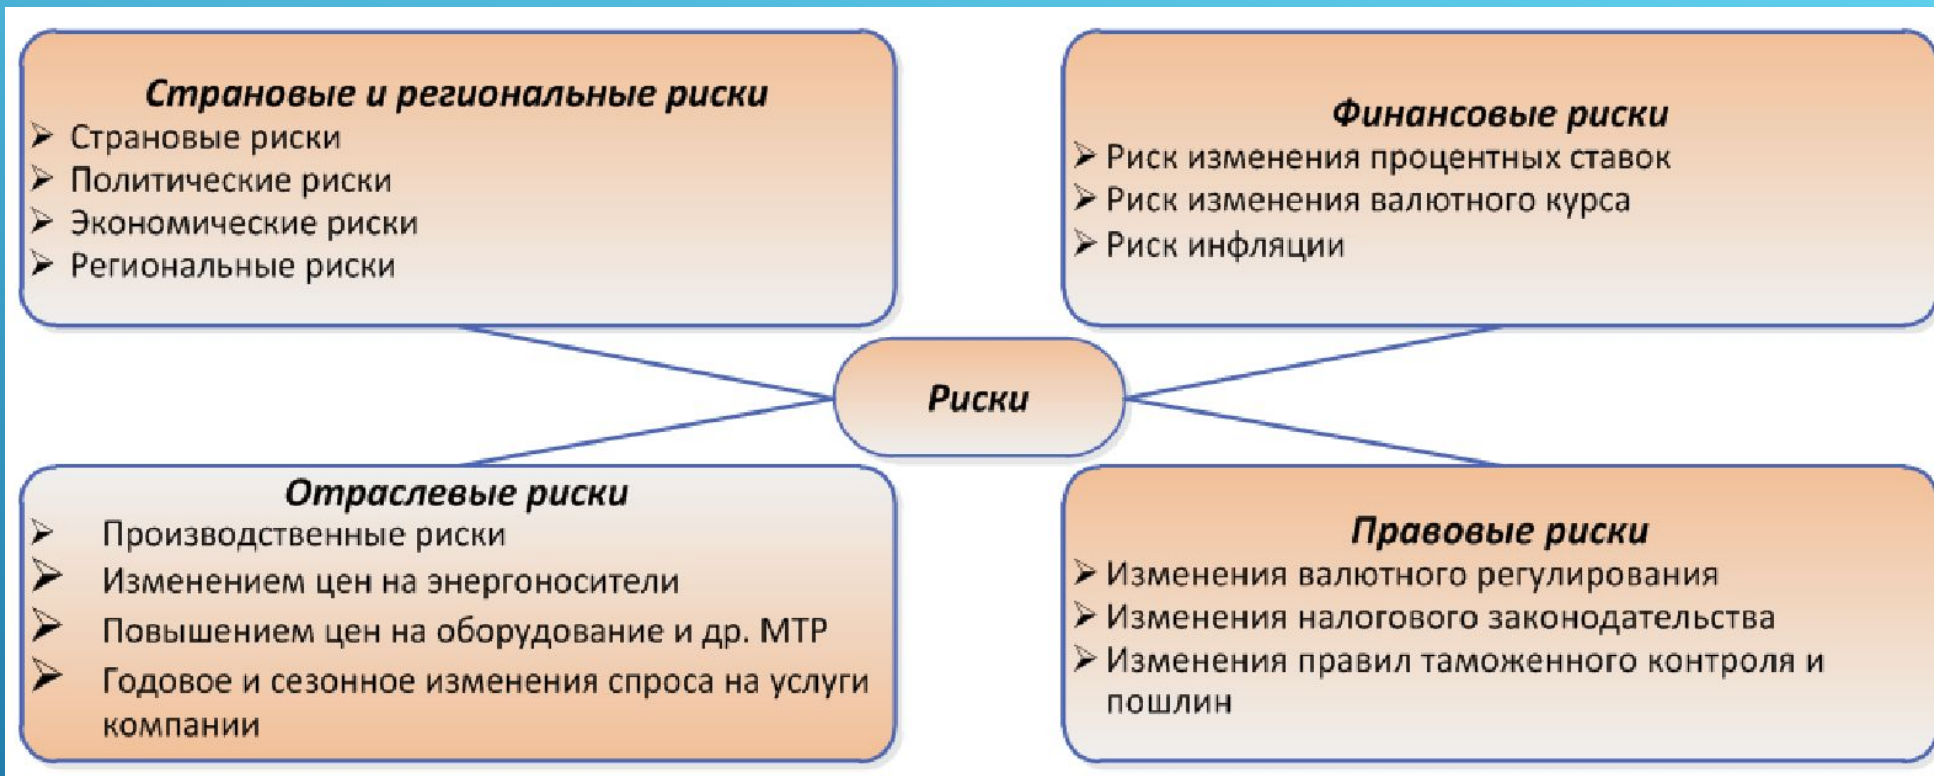 Страновые и региональные риски
➢ Страновые риски
➢ Политические риски
➢ Экономические риски
➢ Региональные риски
Финансовые риски
➢ Риск изменения процентных ставок
➢ Риск изменения валютного курса
➢ Риск инфляции
Риски
Отраслевые риски
➢ Производственные риски
➢ Изменением цен на энергоносители
➢ Повышением цен на оборудование и др. МТР
➢ Годовое и сезонное изменения спроса на услуги
компании
Правовые риски
➢ Изменения валютного регулирования
➢ Изменения налогового законодательства
➢ Изменения правил таможенного контроля и
пошлин